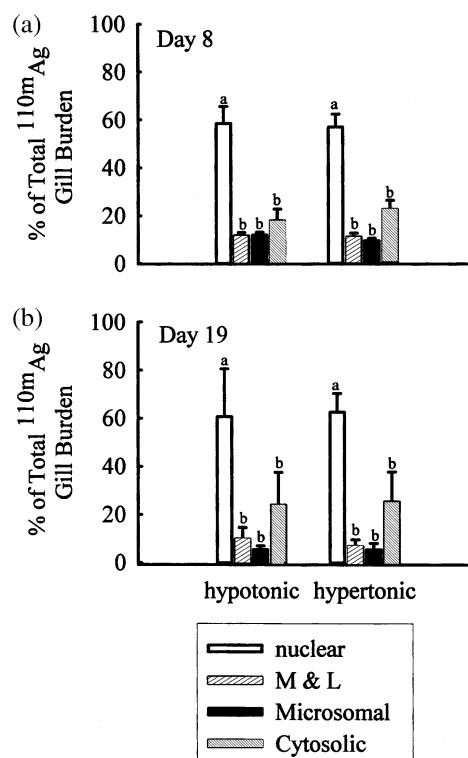 (a)
Day 8
% of Total 110mAg
Gill Burden
100
80
60
40
20
0
a
b b
b
a
b
b
b
(b)
Day 19
% of Total 110mAg
Gill Burden
100
80
60
40
20
0
a
b
b
b
a
b
b
b
hypotonic hypertonic
nuclear
M & L
Microsomal
Cytosolic